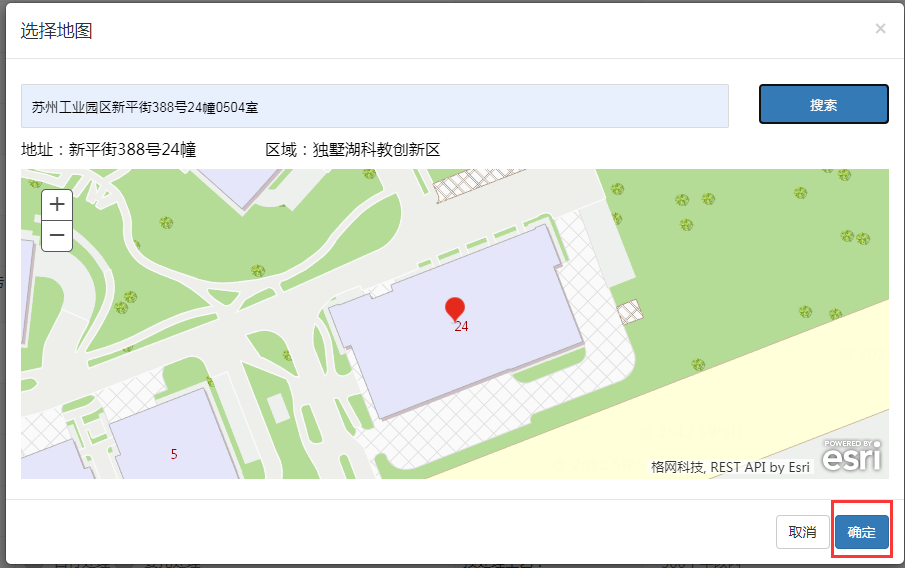 选择地图 ×
苏州工业园区新平街388号24幢0504室 搜索
地址：新平街388号24幢 区域：独墅湖科教创新区
+
−
24
5
POWERED BY
esri
格网科技, REST API by Esri
取消 确定